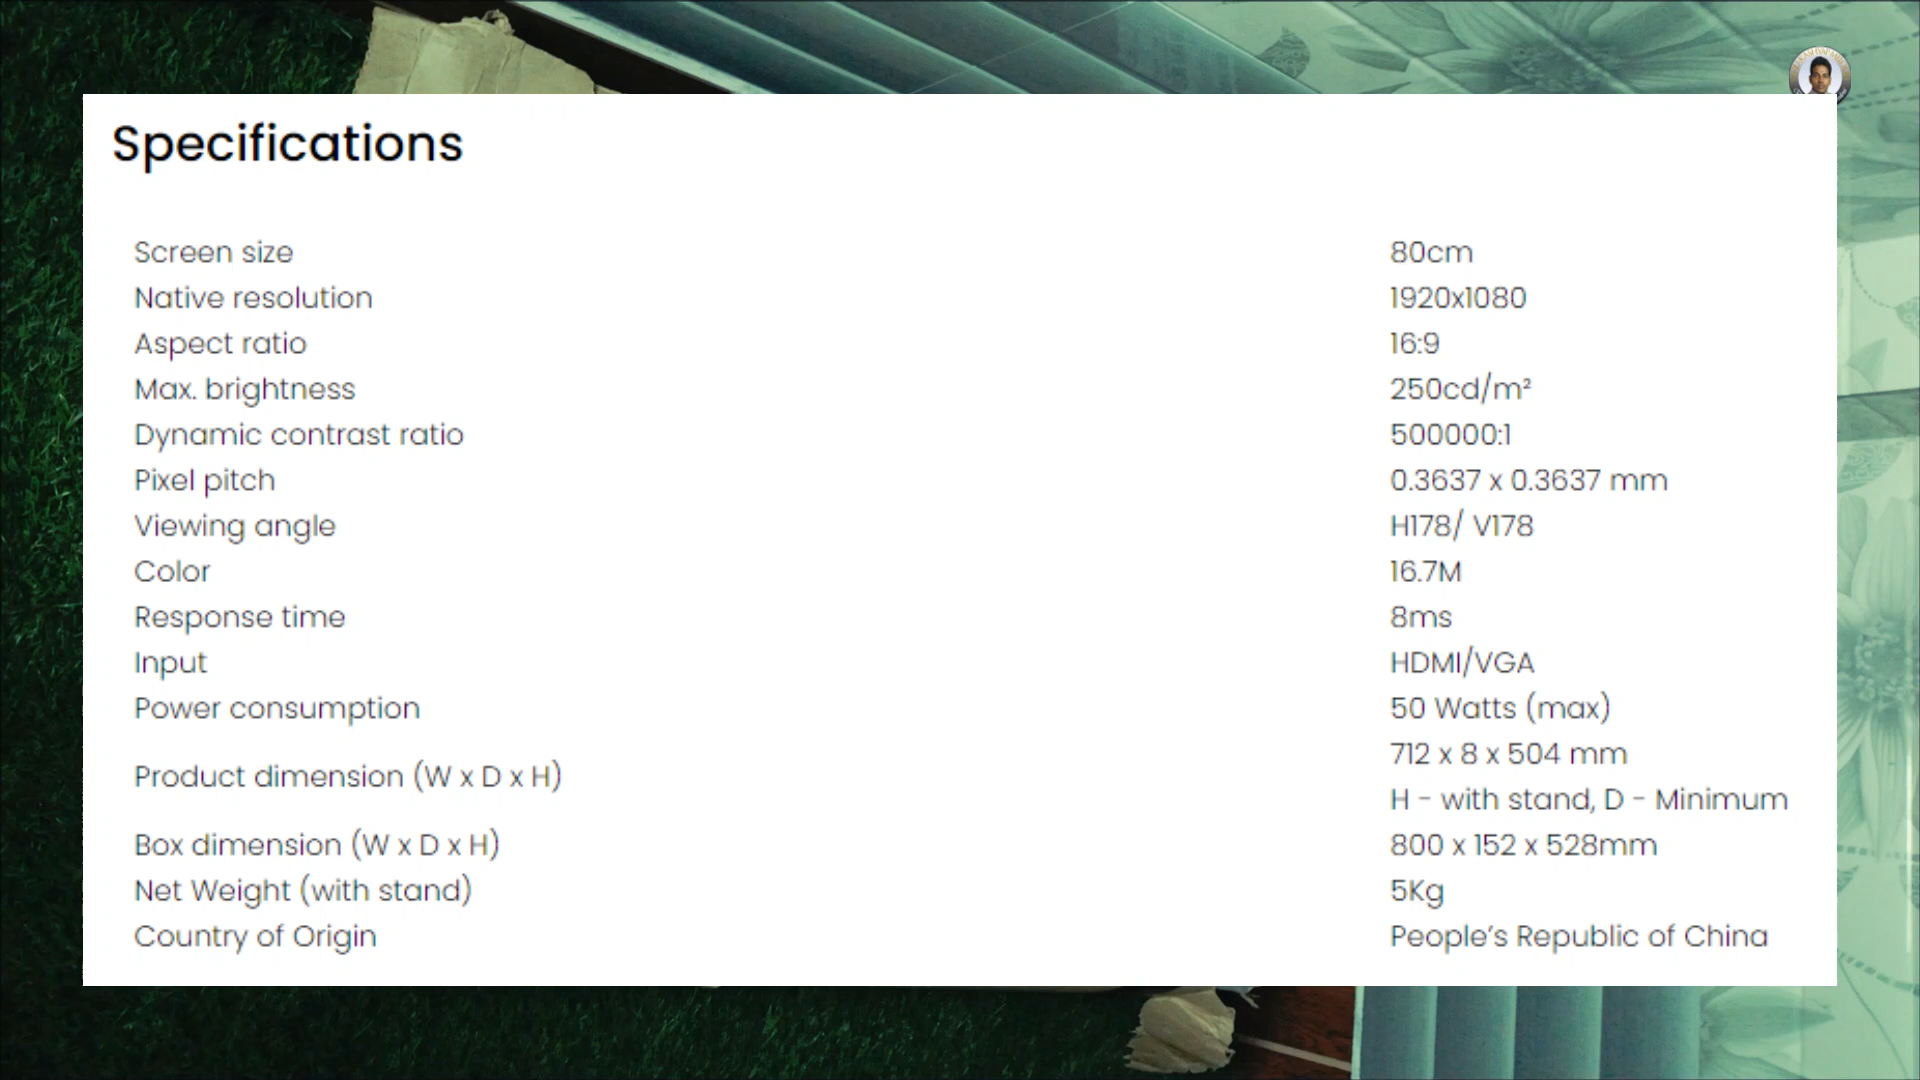 Specifications
Screen size 80cm
Native resolution 1920x1080
Aspect ratio 16:9
Max. brightness 250cd/m²
Dynamic contrast ratio 500000:1
Pixel pitch 0.3637 x 0.3637 mm
Viewing angle H178/ V178
Color 16.7M
Response time 8ms
Input HDMI/VGA
Power consumption 50 Watts (max)
Product dimension (W x D x H) 712 x 8 x 504 mm
H - with stand, D - Minimum
Box dimension (W x D x H) 800 x 152 x 528mm
Net Weight (with stand) 5Kg
Country of Origin People’s Republic of China